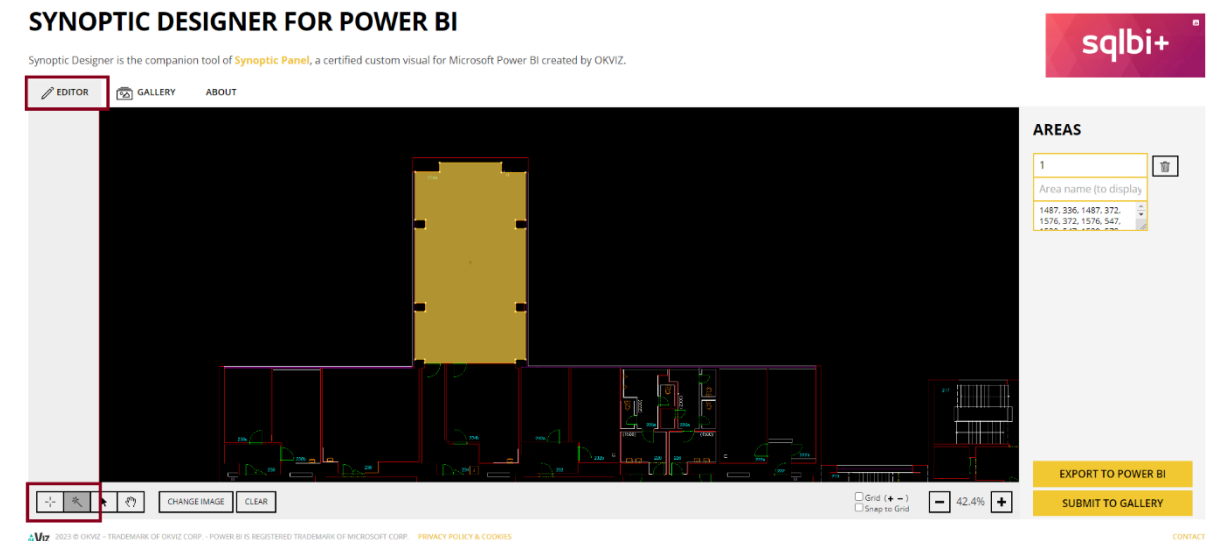 SYNOPTIC DESIGNER FOR POWER BI
sqlbi+
Synoptic Designer is the companion tool of Synoptic Panel, a certified custom visual for Microsoft Power BI created by OKVIZ.
EDITOR GALLERY ABOUT
AREAS
1
Area name (to display
1487, 336, 1487, 372,
1576, 372, 1576, 547,
EXPORT TO POWER BI
CHANGE IMAGE CLEAR
Grid (+ −)
Snap to Grid
− 42.4% +
SUBMIT TO GALLERY
Viz 2023 © OKVIZ – TRADEMARK OF OKVIZ CORP. - POWER BI IS REGISTERED TRADEMARK OF MICROSOFT CORP. PRIVACY POLICY & COOKIES CONTACT